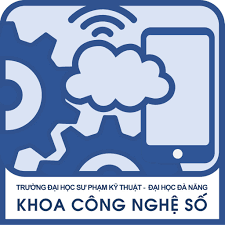 TRƯỜNG ĐẠI HỌC SƯ PHẠM KỸ THUẬT - ĐẠI HỌC ĐÀ NẴNG
KHOA CÔNG NGHỆ SỐ